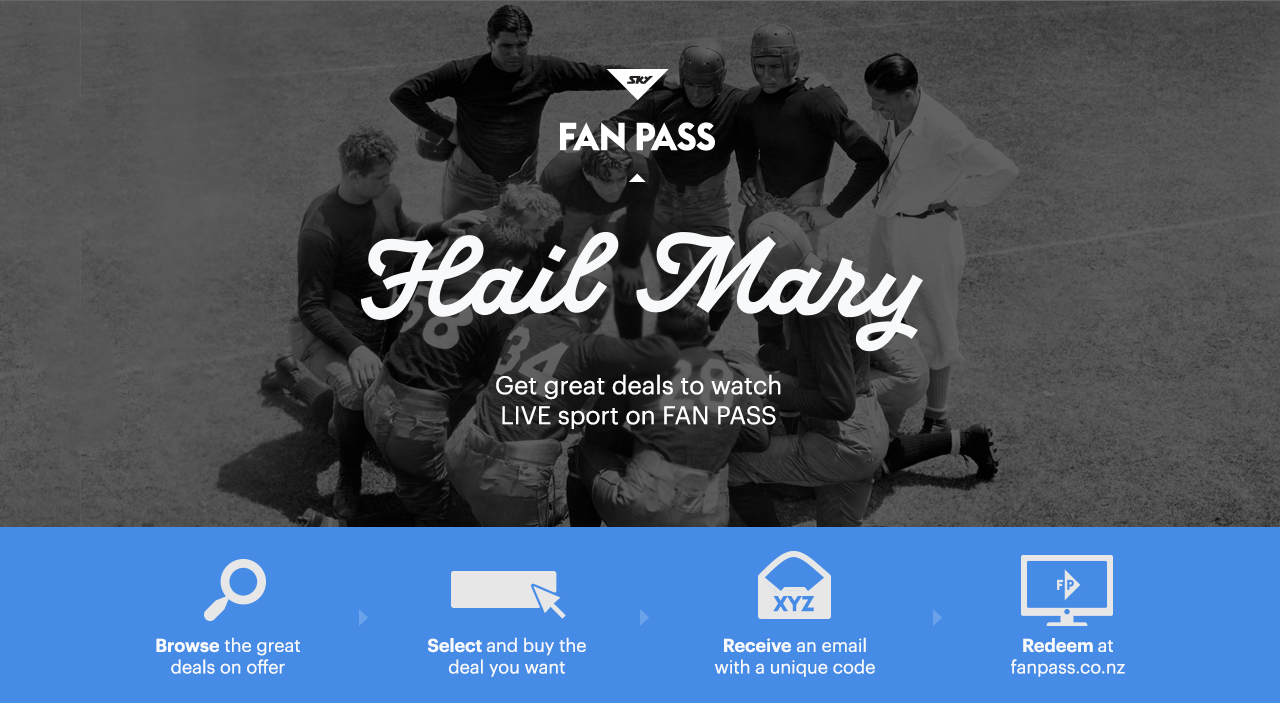 SKY
FAN PASS
Hail Mary
58
34
28
Get great deals to watch
LIVE sport on FAN PASS
XYZ
F P
Browse the great
deals on offer
Select and buy the
deal you want
Receive an email
with a unique code
Redeem at
fanpass.co.nz